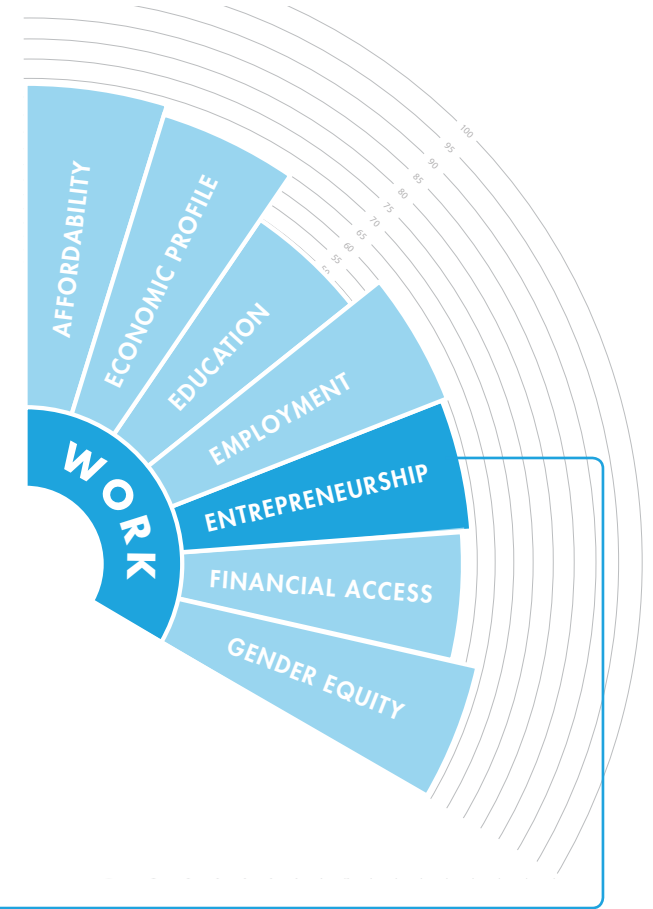 AFFORDABILITY
ECONOMIC PROFILE
EDUCATION
EMPLOYMENT
ENTREPRENEURSHIP
FINANCIAL ACCESS
GENDER EQUITY
WORK
100
95
90
85
80
75
70
65
60
55
50